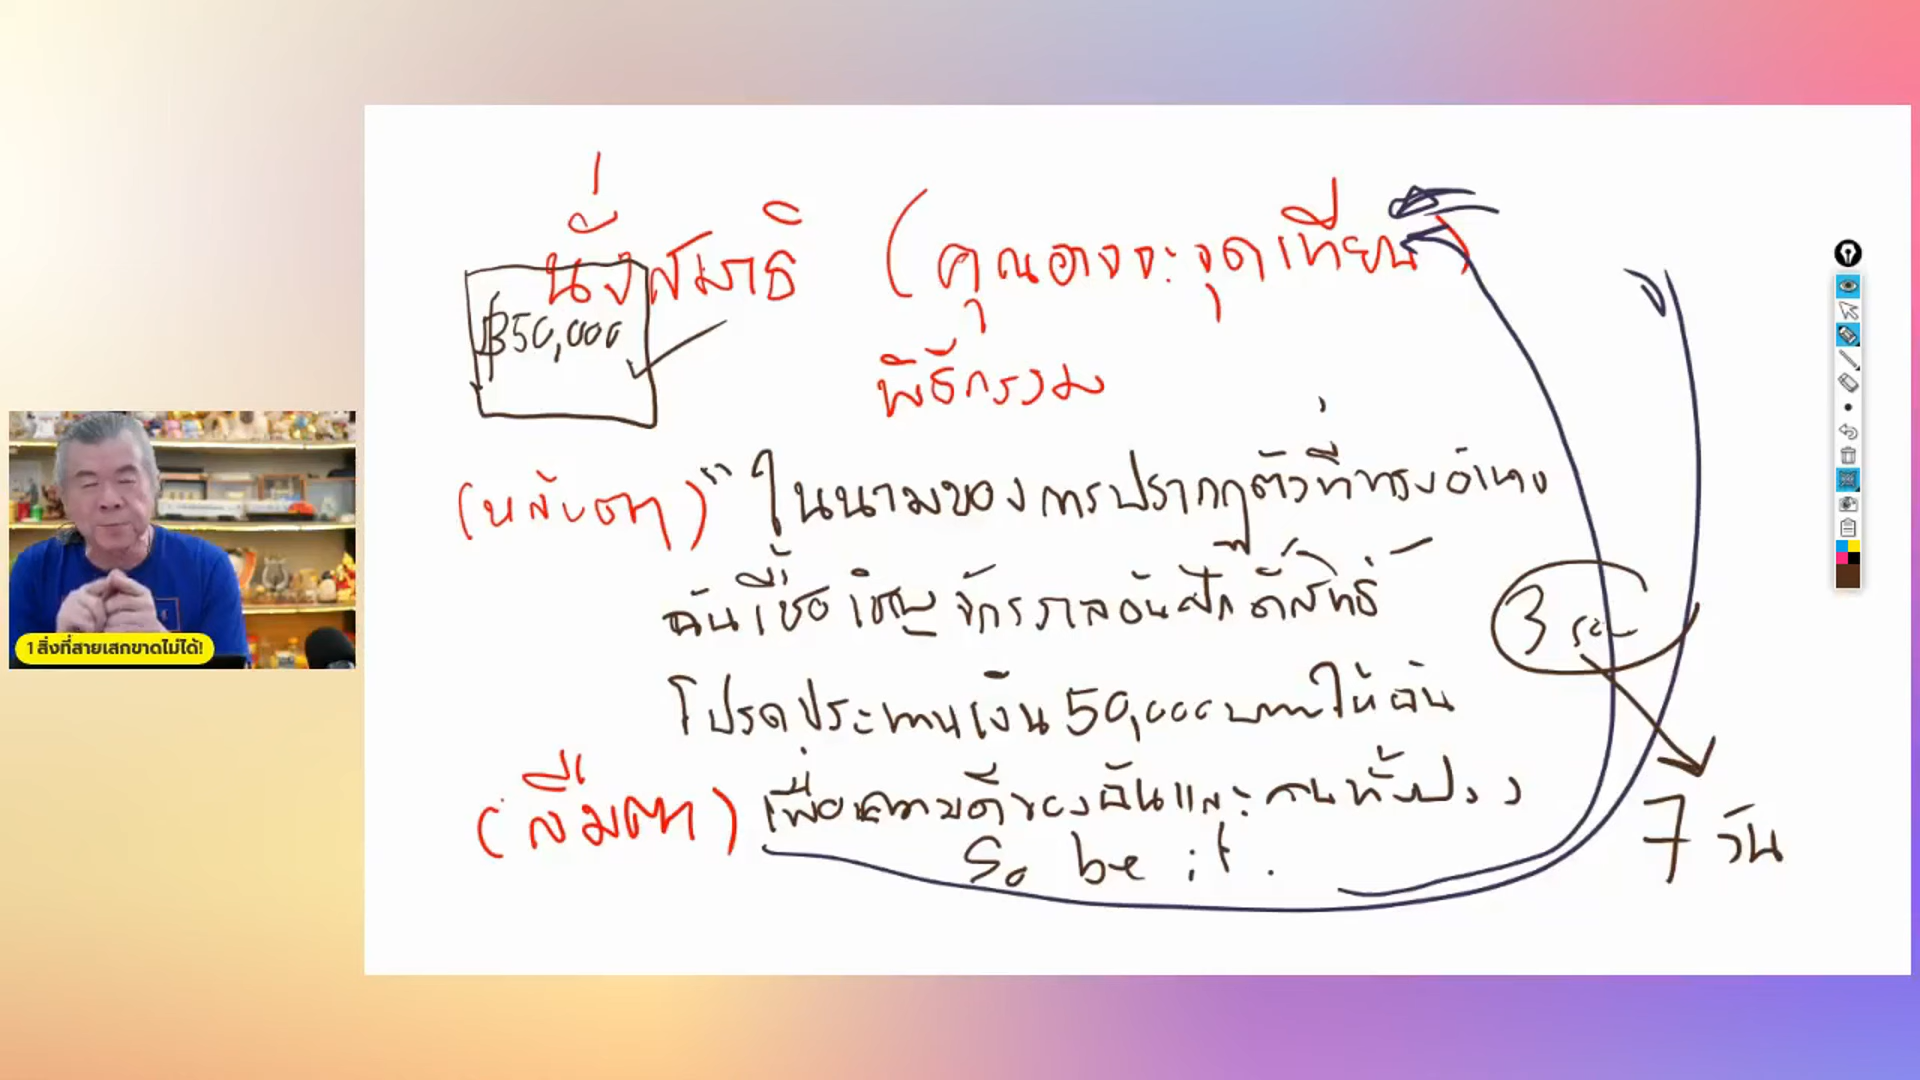 นั่งสมาธิ (คุณอาจจะจุดเทียน)
฿50,000
พิธีกรรม
(หลับตา) " ในนามของการปรากฏตัวที่ทรงอำนาจ
ฉันเชื้อเชิญจักรวาลอันศักดิ์สิทธิ์
โปรดประทานเงิน 50,000 บาทให้ฉัน
(ลืมตา) เพื่อความดีของฉันและคนทั้งปวง
So be it.
3 รอบ
7 วัน
1 สิ่งที่สายเสกขาดไม่ได้!